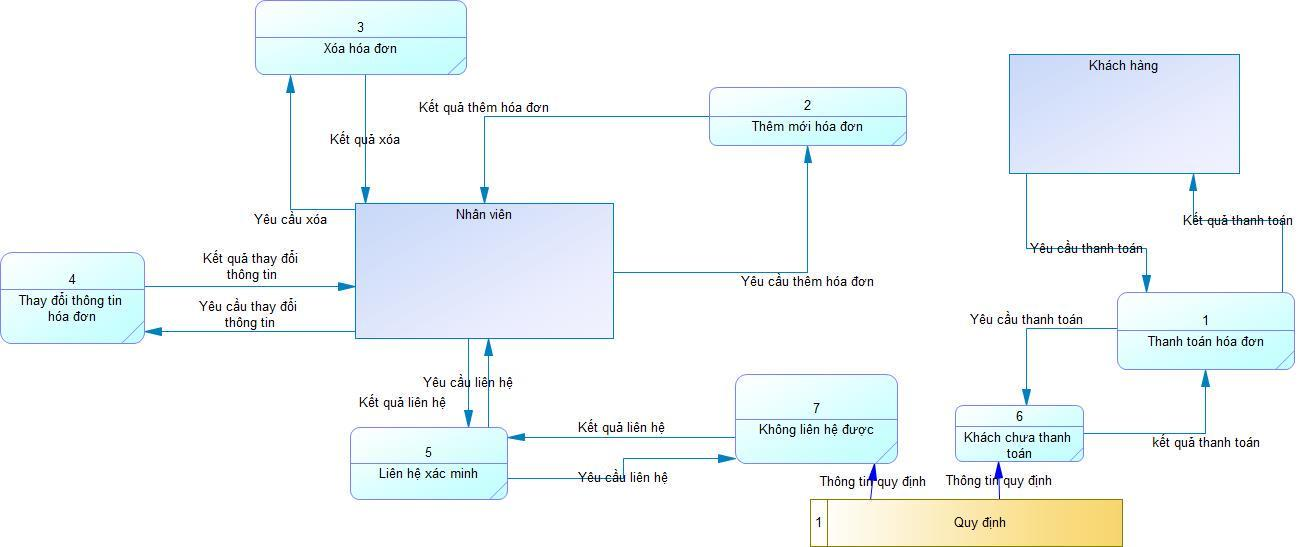 3
Xóa hóa đơn
Khách hàng
Kết quả thêm hóa đơn
2
Thêm mới hóa đơn
Kết quả xóa
Yêu cầu xóa
Nhân viên
Kết quả thanh toán
Yêu cầu thanh toán
Kết quả thay đổi
thông tin
4
Thay đổi thông tin
hóa đơn
Yêu cầu thay đổi
thông tin
Yêu cầu thêm hóa đơn
Yêu cầu thanh toán
1
Thanh toán hóa đơn
Yêu cầu liên hệ
Kết quả liên hệ
7
Không liên hệ được
Kết quả liên hệ
6
Khách chưa thanh
toán
kết quả thanh toán
5
Liên hệ xác minh
Yêu cầu liên hệ
Thông tin quy định
Thông tin quy định
1
Quy định